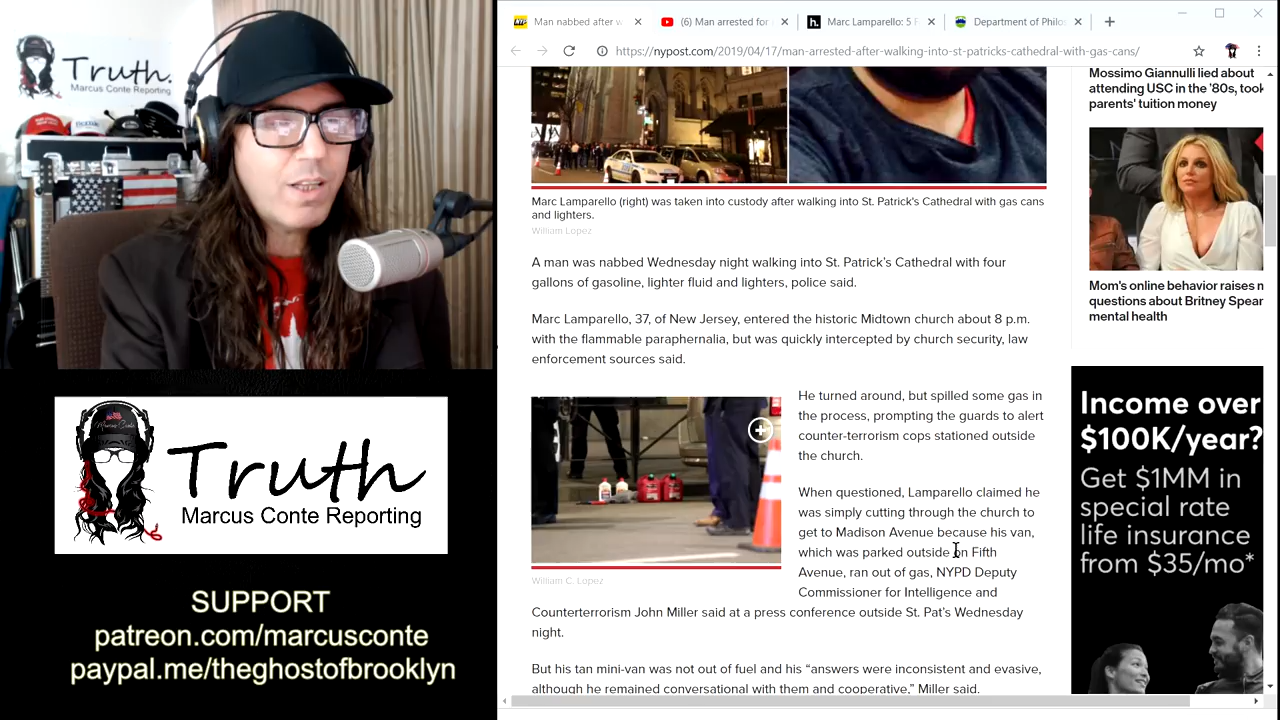 Truth.
Marcus Conte Reporting
Man nabbed after w
(6) Man arrested for
Marc Lamparello: 5 F
Department of Philos
https://nypost.com/2019/04/17/man-arrested-after-walking-into-st-patricks-cathedral-with-gas-cans/
Marc Lamparello (right) was taken into custody after walking into St. Patrick's Cathedral with gas cans
and lighters.
William Lopez
A man was nabbed Wednesday night walking into St. Patrick's Cathedral with four
gallons of gasoline, lighter fluid and lighters, police said.
Marc Lamparello, 37, of New Jersey, entered the historic Midtown church about 8 p.m.
with the flammable paraphernalia, but was quickly intercepted by church security, law
enforcement sources said.
He turned around, but spilled some gas in
the process, prompting the guards to alert
counter-terrorism cops stationed outside
the church.
When questioned, Lamparello claimed he
was simply cutting through the church to
get to Madison Avenue because his van,
which was parked outside on Fifth
Avenue, ran out of gas, NYPD Deputy
Commissioner for Intelligence and
Counterterrorism John Miller said at a press conference outside St. Pat's Wednesday
night.
William C. Lopez
But his tan mini-van was not out of fuel and his "answers were inconsistent and evasive,
although he remained conversational with them and cooperative," Miller said.
Mossimo Giannulli lied about
attending USC in the '80s, took
parents' tuition money
Mom's online behavior raises n
questions about Britney Spear
mental health
Income over
$100K/year?
Get $1MM in
special rate
life insurance
from $35/mo*
Truth
Marcus Conte Reporting
SUPPORT
patreon.com/marcusconte
paypal.me/theghostofbrooklyn